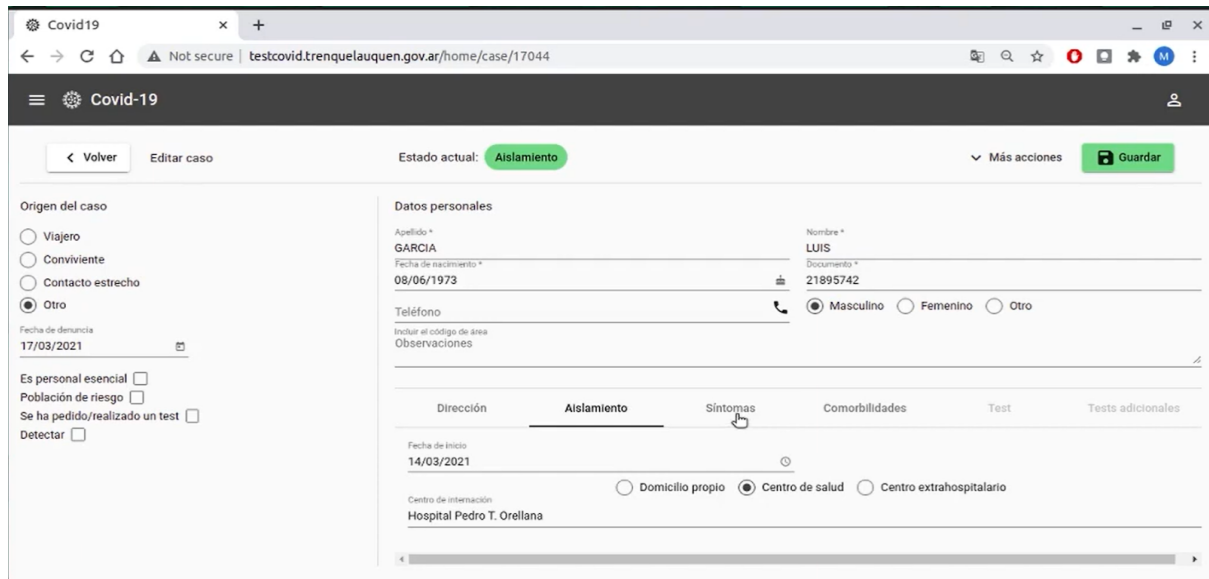 Covid19
Not secure | testcovid.trenquelauquen.gov.ar/home/case/17044
M
Covid-19
Volver
Editar caso
Estado actual: Aislamiento
Más acciones
Guardar
Origen del caso
Viajero
Conviviente
Contacto estrecho
Otro
Fecha de denuncia
17/03/2021
Es personal esencial
Población de riesgo
Se ha pedido/realizado un test
Detectar
Datos personales
Apellido *
GARCIA
Nombre *
LUIS
Fecha de nacimiento *
08/06/1973
Documento *
21895742
Teléfono
Masculino Femenino Otro
Incluir el código de área
Observaciones
Dirección Aislamiento Síntomas Comorbilidades Test Tests adicionales
Fecha de inicio
14/03/2021
Domicilio propio Centro de salud Centro extrahospitalario
Centro de internación
Hospital Pedro T. Orellana